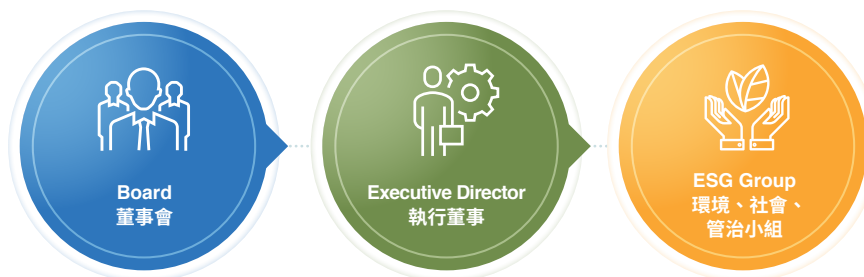 Board
董事會
Executive Director
執行董事
ESG Group
環境、社會、
管治小組